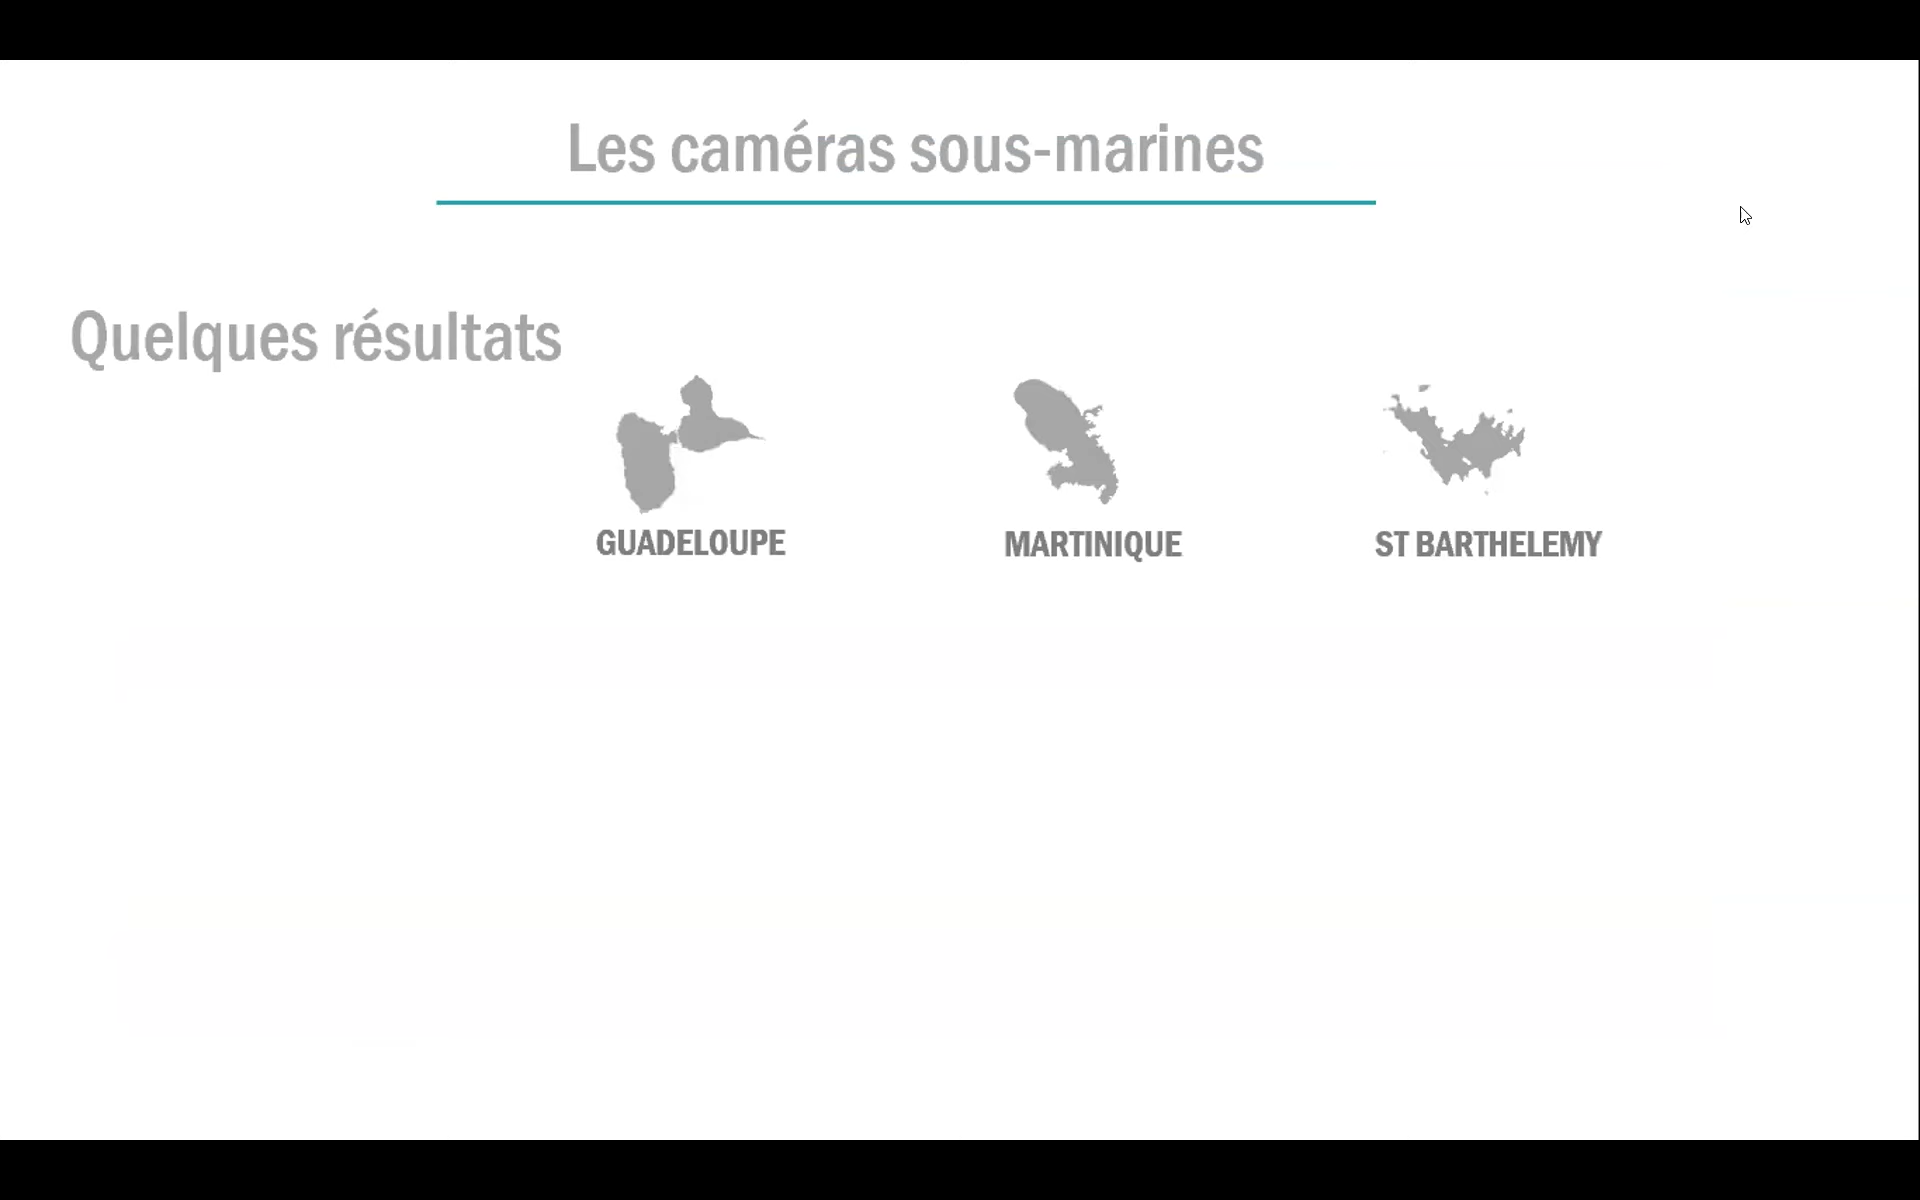 Les caméras sous-marines
Quelques résultats
GUADELOUPE
MARTINIQUE
ST BARTHELEMY